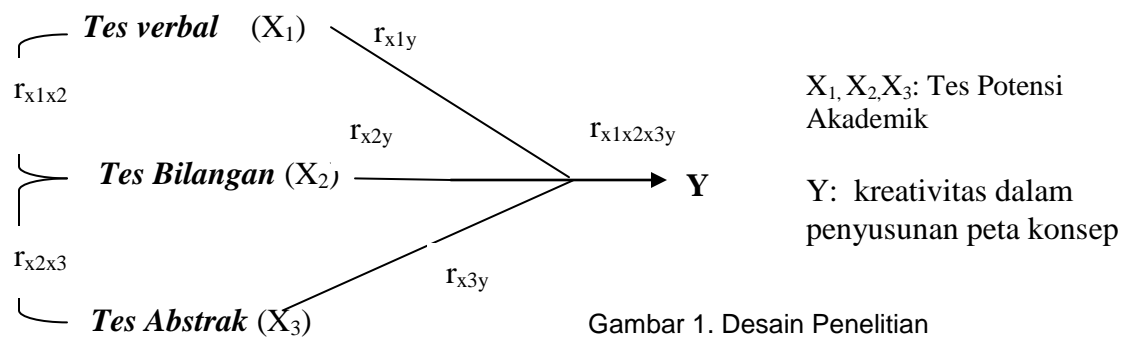 Tes verbal (X1)
rx1y
rx1x2
X1, X2,X3: Tes Potensi
Akademik
rx2y
rx1x2x3y
Tes Bilangan (X2)
Y
Y: kreativitas dalam
penyusunan peta konsep
rx2x3
rx3y
Tes Abstrak (X3)
Gambar 1. Desain Penelitian